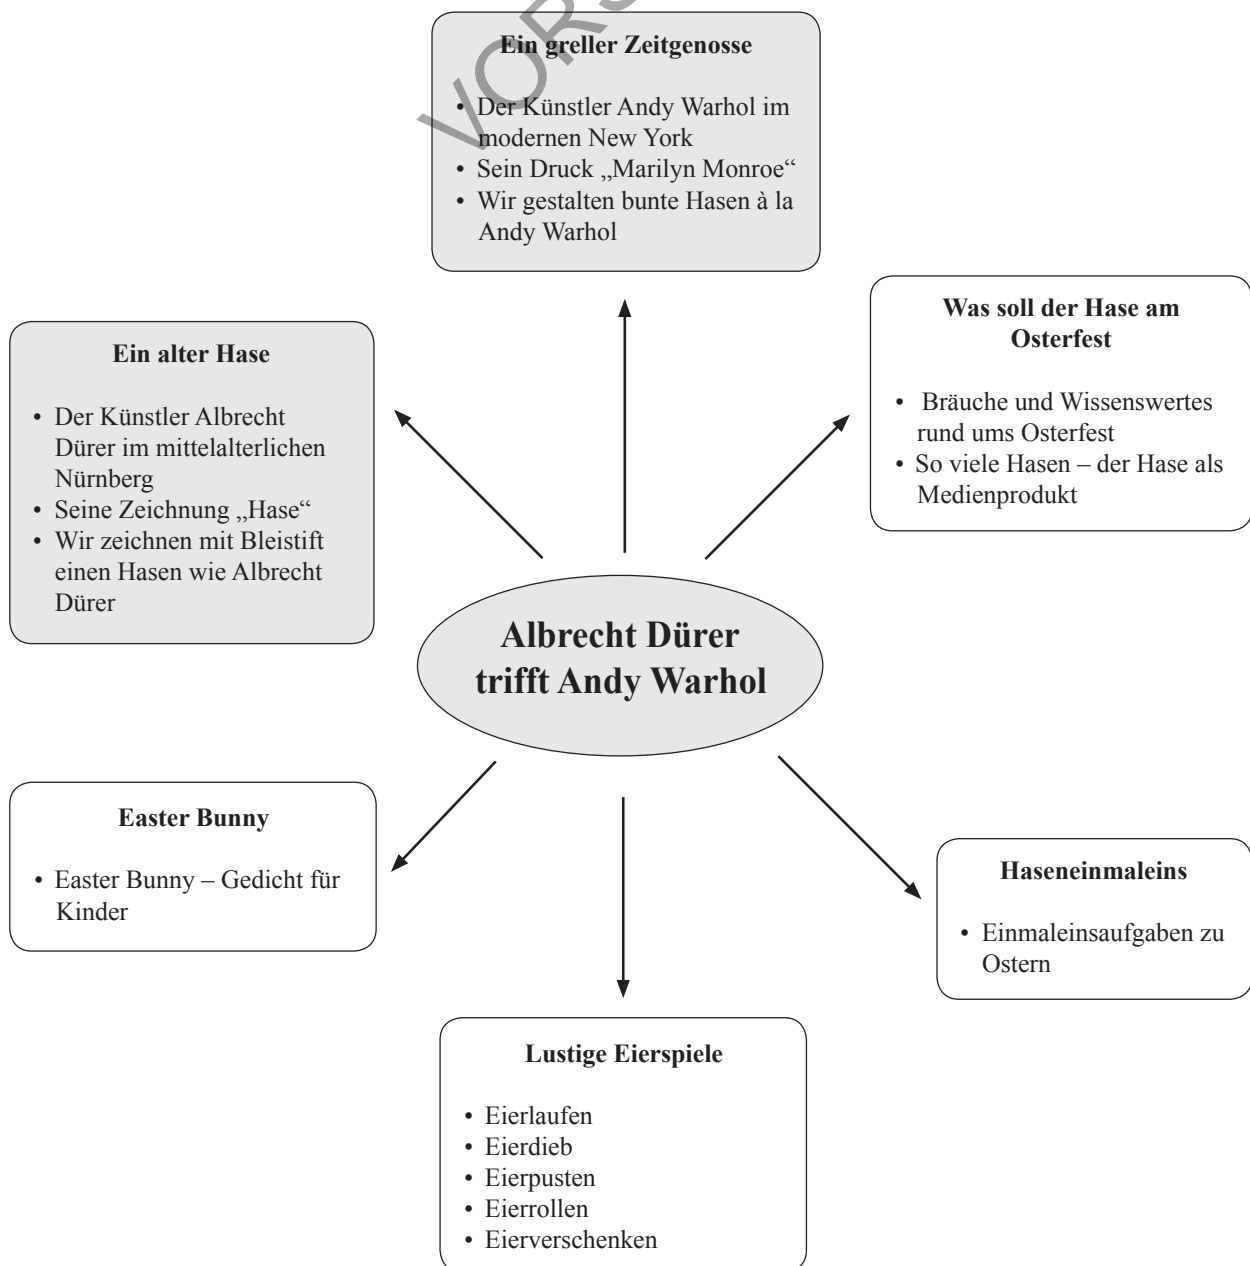 Ein greller Zeitgenosse
• Der Künstler Andy Warhol im
modernen New York
• Sein Druck „Marilyn Monroe“
• Wir gestalten bunte Hasen à la
Andy Warhol
Was soll der Hase am
Osterfest
• Bräuche und Wissenswertes
rund ums Osterfest
• So viele Hasen – der Hase als
Medienprodukt
Ein alter Hase
• Der Künstler Albrecht
Dürer im mittelalterlichen
Nürnberg
• Seine Zeichnung „Hase“
• Wir zeichnen mit Bleistift
einen Hasen wie Albrecht
Dürer
Albrecht Dürer
trifft Andy Warhol
Easter Bunny
• Easter Bunny – Gedicht für
Kinder
Haseneinmaleins
• Einmaleinsaufgaben zu
Ostern
Lustige Eierspiele
• Eierlaufen
• Eierdieb
• Eierpusten
• Eierrollen
• Eierverschenken